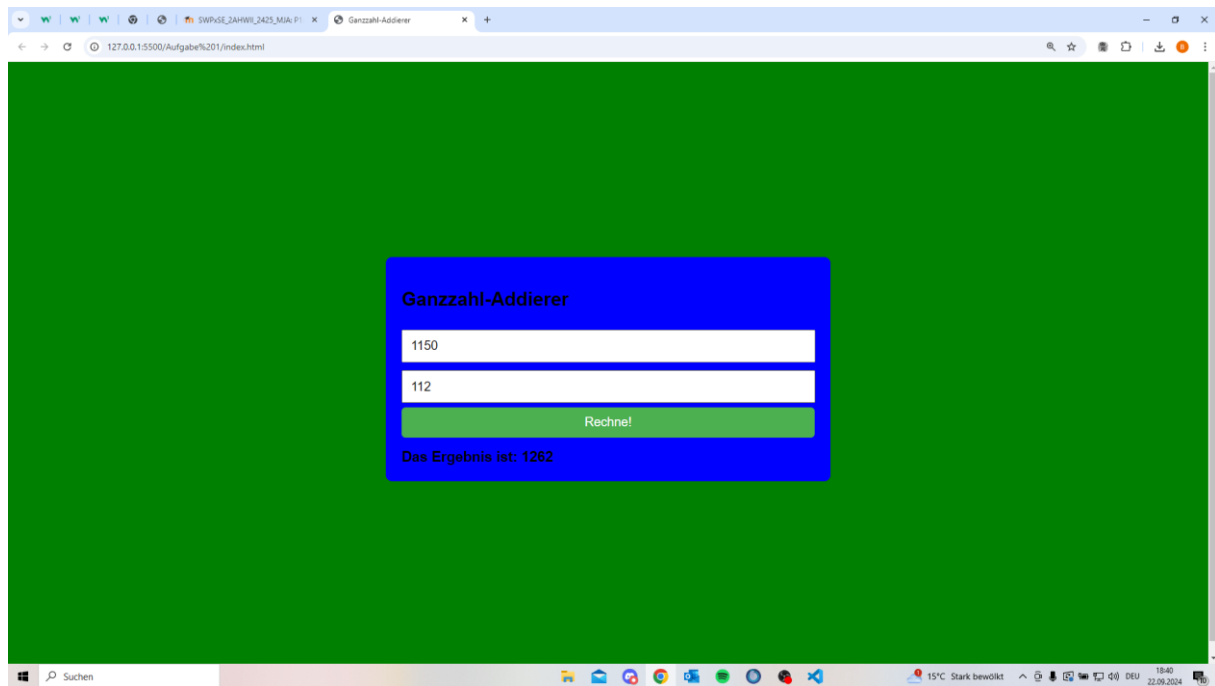 SWPxSE_2AHWII_2425_MJA: P
Ganzzahl-Addierer
127.0.0.1:5500/Aufgabe%201/index.html
Ganzzahl-Addierer
1150
112
Rechne!
Das Ergebnis ist: 1262
Suchen
15°C Stark bewölkt
DEU
18:40
22.09.2024